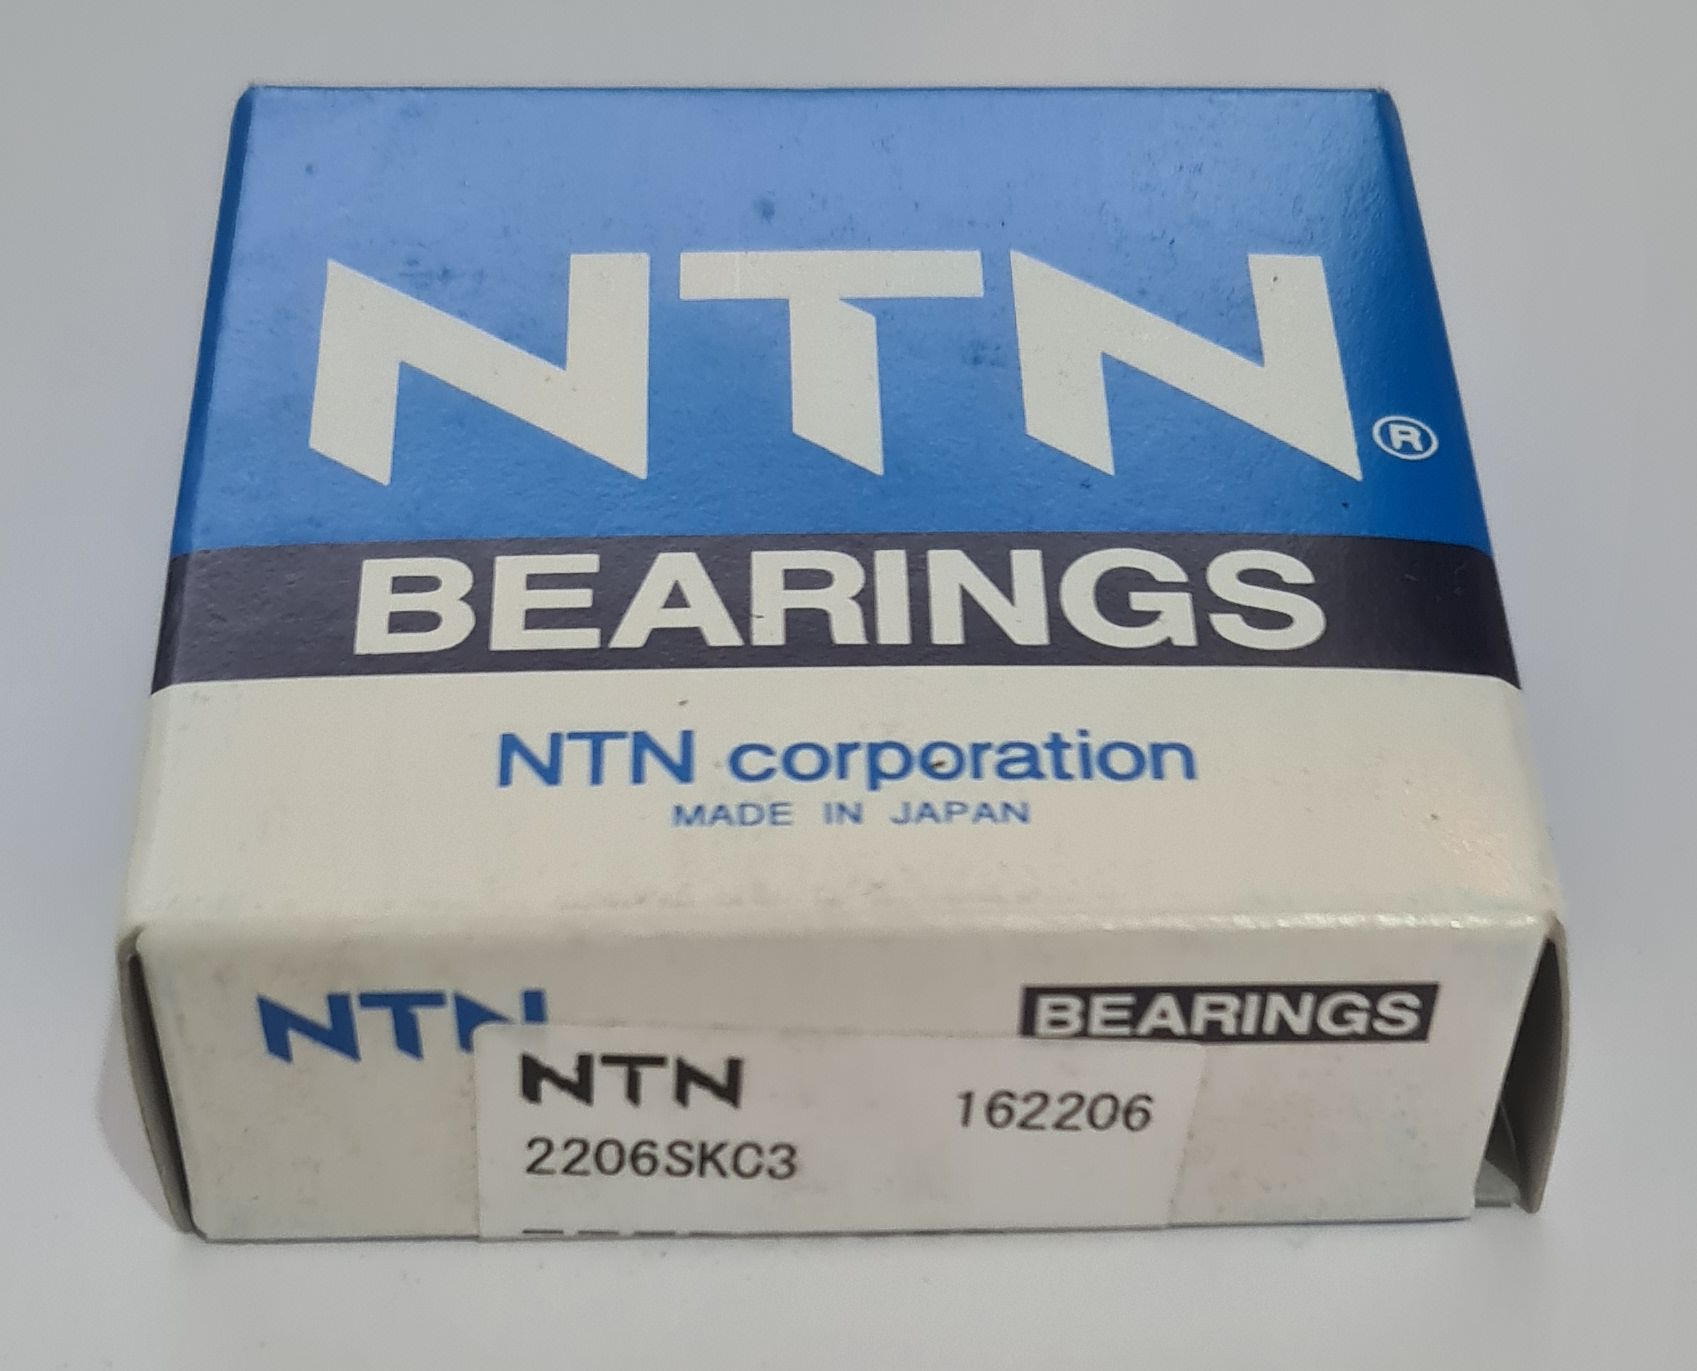 NTN®
BEARINGS
NTN corporation
MADE IN JAPAN
NTN
BEARINGS
NTN
162206
2206SKC3